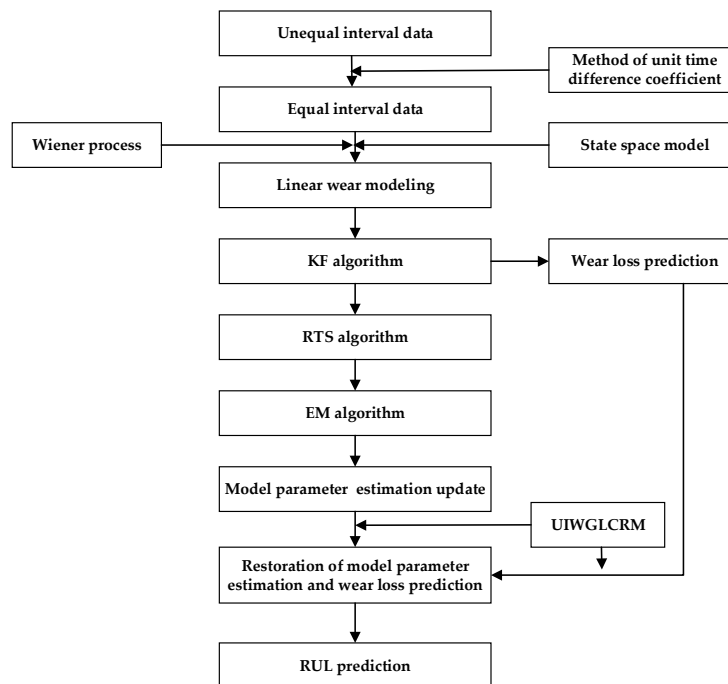 Unequal interval data
Method of unit time
difference coefficient
Equal interval data
Wiener process
State space model
Linear wear modeling
KF algorithm
Wear loss prediction
RTS algorithm
EM algorithm
Model parameter estimation update
UIWGLCRM
Restoration of model parameter
estimation and wear loss prediction
RUL prediction